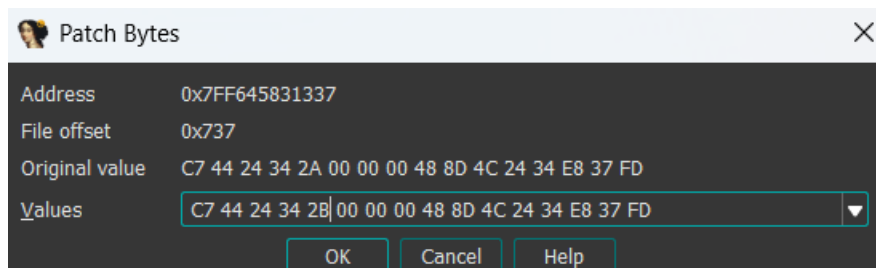 Patch Bytes
Address 0x7FF645831337
File offset 0x737
Original value C7 44 24 34 2A 00 00 00 48 8D 4C 24 34 E8 37 FD
Values C7 44 24 34 2B 00 00 00 48 8D 4C 24 34 E8 37 FD
OK Cancel Help